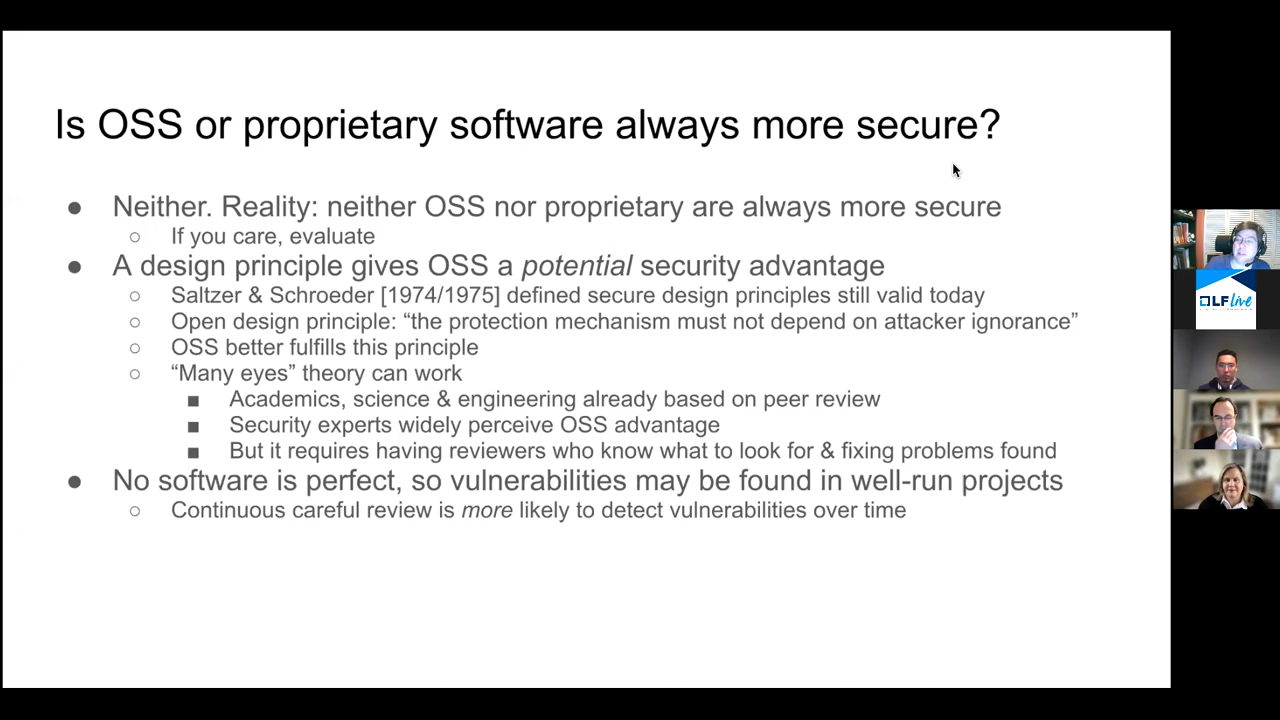 Is OSS or proprietary software always more secure?
● Neither. Reality: neither OSS nor proprietary are always more secure
○ If you care, evaluate
● A design principle gives OSS a potential security advantage
○ Saltzer & Schroeder [1974/1975] defined secure design principles still valid today
○ Open design principle: “the protection mechanism must not depend on attacker ignorance”
○ OSS better fulfills this principle
○ “Many eyes” theory can work
■ Academics, science & engineering already based on peer review
■ Security experts widely perceive OSS advantage
■ But it requires having reviewers who know what to look for & fixing problems found
● No software is perfect, so vulnerabilities may be found in well-run projects
○ Continuous careful review is more likely to detect vulnerabilities over time
LF Live